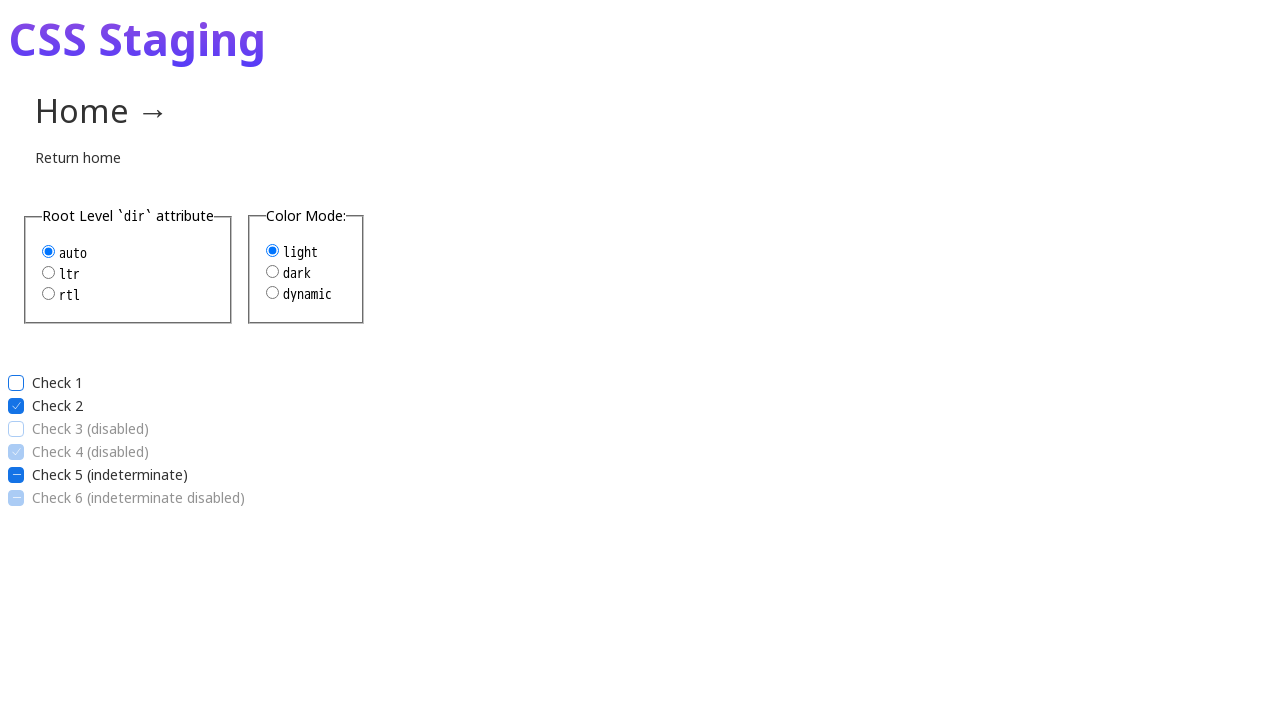 CSS Staging
Home →
Return home
Root Level `dir` attribute
auto
ltr
rtl
Color Mode:
light
dark
dynamic
Check 1
Check 2
Check 3 (disabled)
Check 4 (disabled)
Check 5 (indeterminate)
Check 6 (indeterminate disabled)